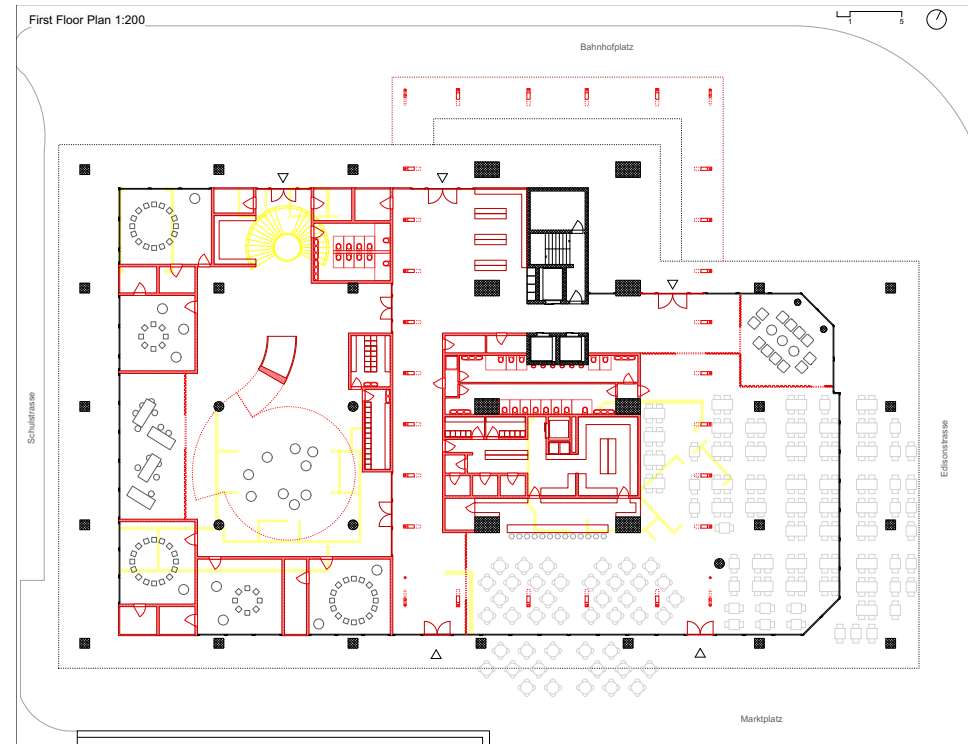 First Floor Plan 1:200
1
5
Bahnhofplatz
Schulstrasse
Edisonstrasse
Marktplatz